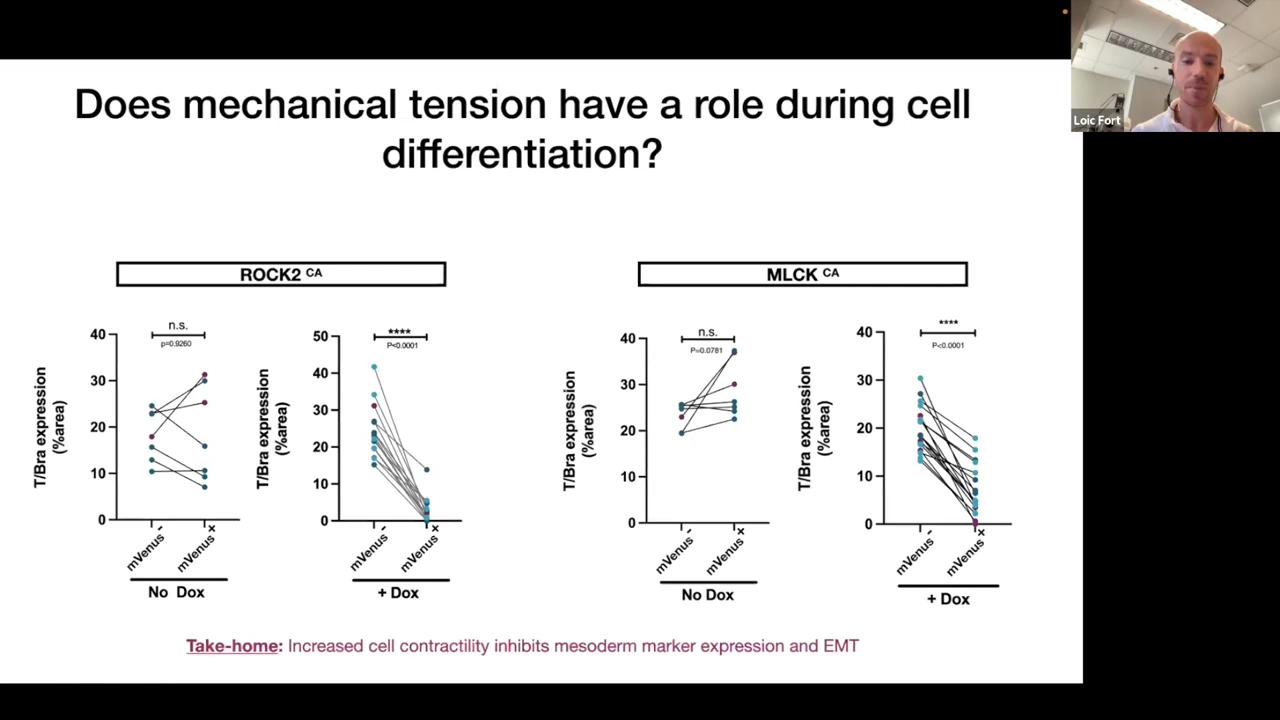 Does mechanical tension have a role during cell
differentiation?
Loic Fort
ROCK2 CA
MLCK CA
n.s.
p=0.9260
40
30
20
10
0
T/Bra expression
(%area)
mVenus-
mVenus+
No Dox
****
P<0.0001
50
40
30
20
10
0
T/Bra expression
(%area)
mVenus-
mVenus+
+ Dox
n.s.
P=0.0781
40
30
20
10
0
T/Bra expression
(%area)
mVenus-
mVenus+
No Dox
****
P<0.0001
40
30
20
10
0
T/Bra expression
(%area)
mVenus-
mVenus+
+ Dox
Take-home: Increased cell contractility inhibits mesoderm marker expression and EMT